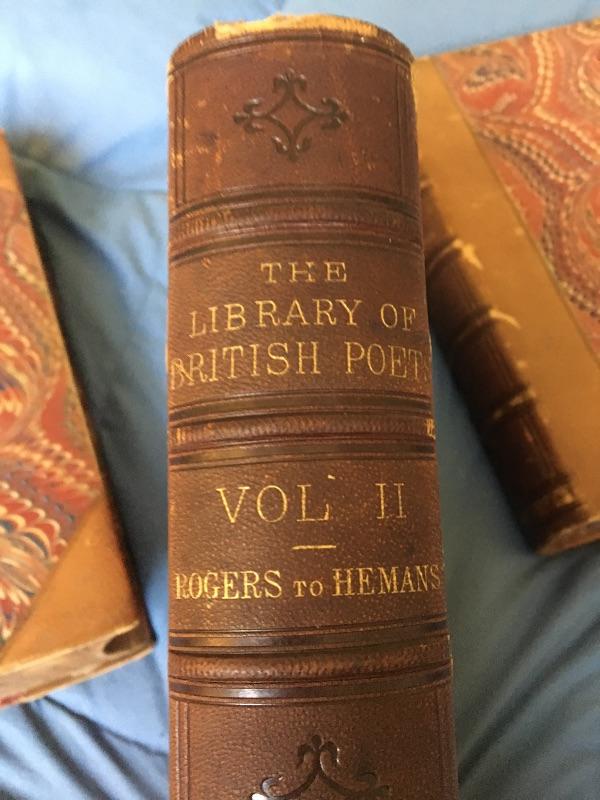 THE
LIBRARY OF
BRITISH POETS
VOL II
ROGERS TO HEMANS